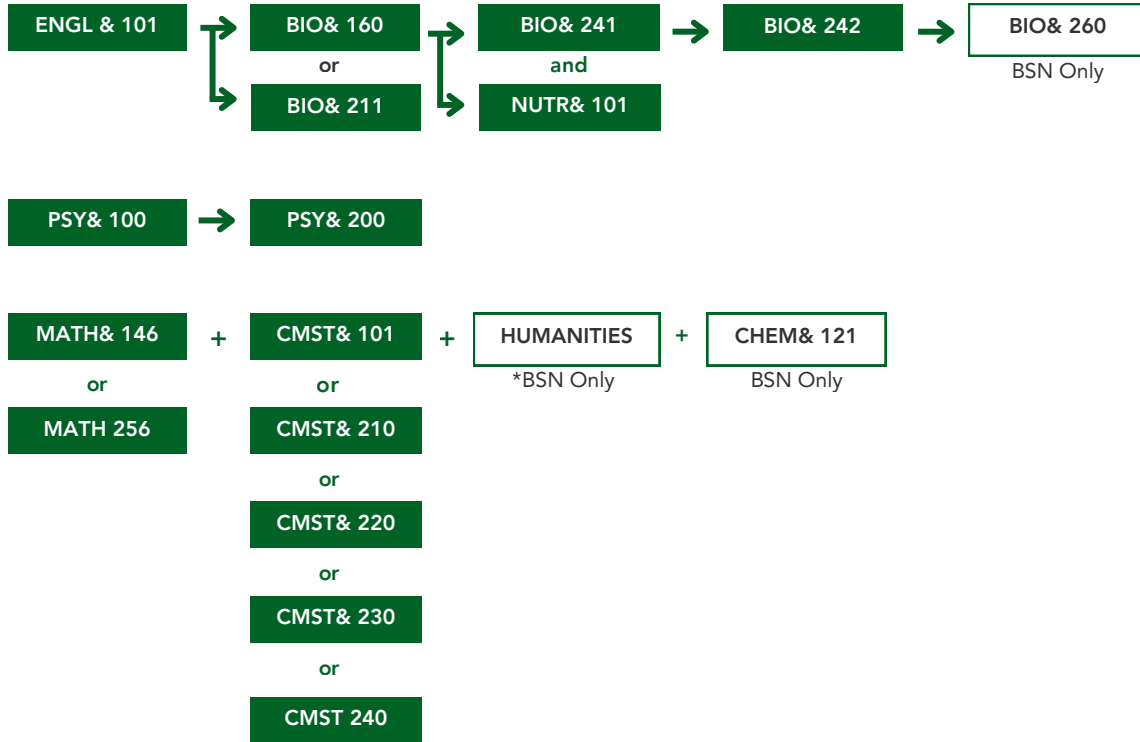 ENGL & 101
BIO& 160
BIO& 241
BIO& 242
BIO& 260
or
and
BSN Only
BIO& 211
NUTR& 101
PSY& 100
PSY& 200
MATH& 146
+
CMST& 101
+
HUMANITIES
+
CHEM& 121
or
or
*BSN Only
BSN Only
MATH 256
CMST& 210
or
CMST& 220
or
CMST& 230
or
CMST 240